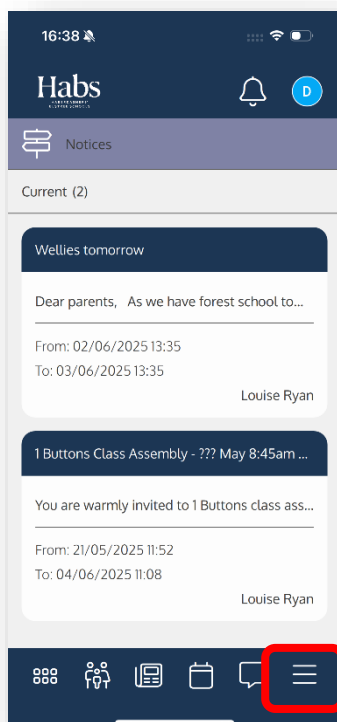 16:38
Habs
D
Notices
Current (2)
Wellies tomorrow
Dear parents, As we have forest school to...
From: 02/06/2025 13:35
To: 03/06/2025 13:35
Louise Ryan
1 Buttons Class Assembly - ??? May 8:45am ...
You are warmly invited to 1 Buttons class ass...
From: 21/05/2025 11:52
To: 04/06/2025 11:08
Louise Ryan